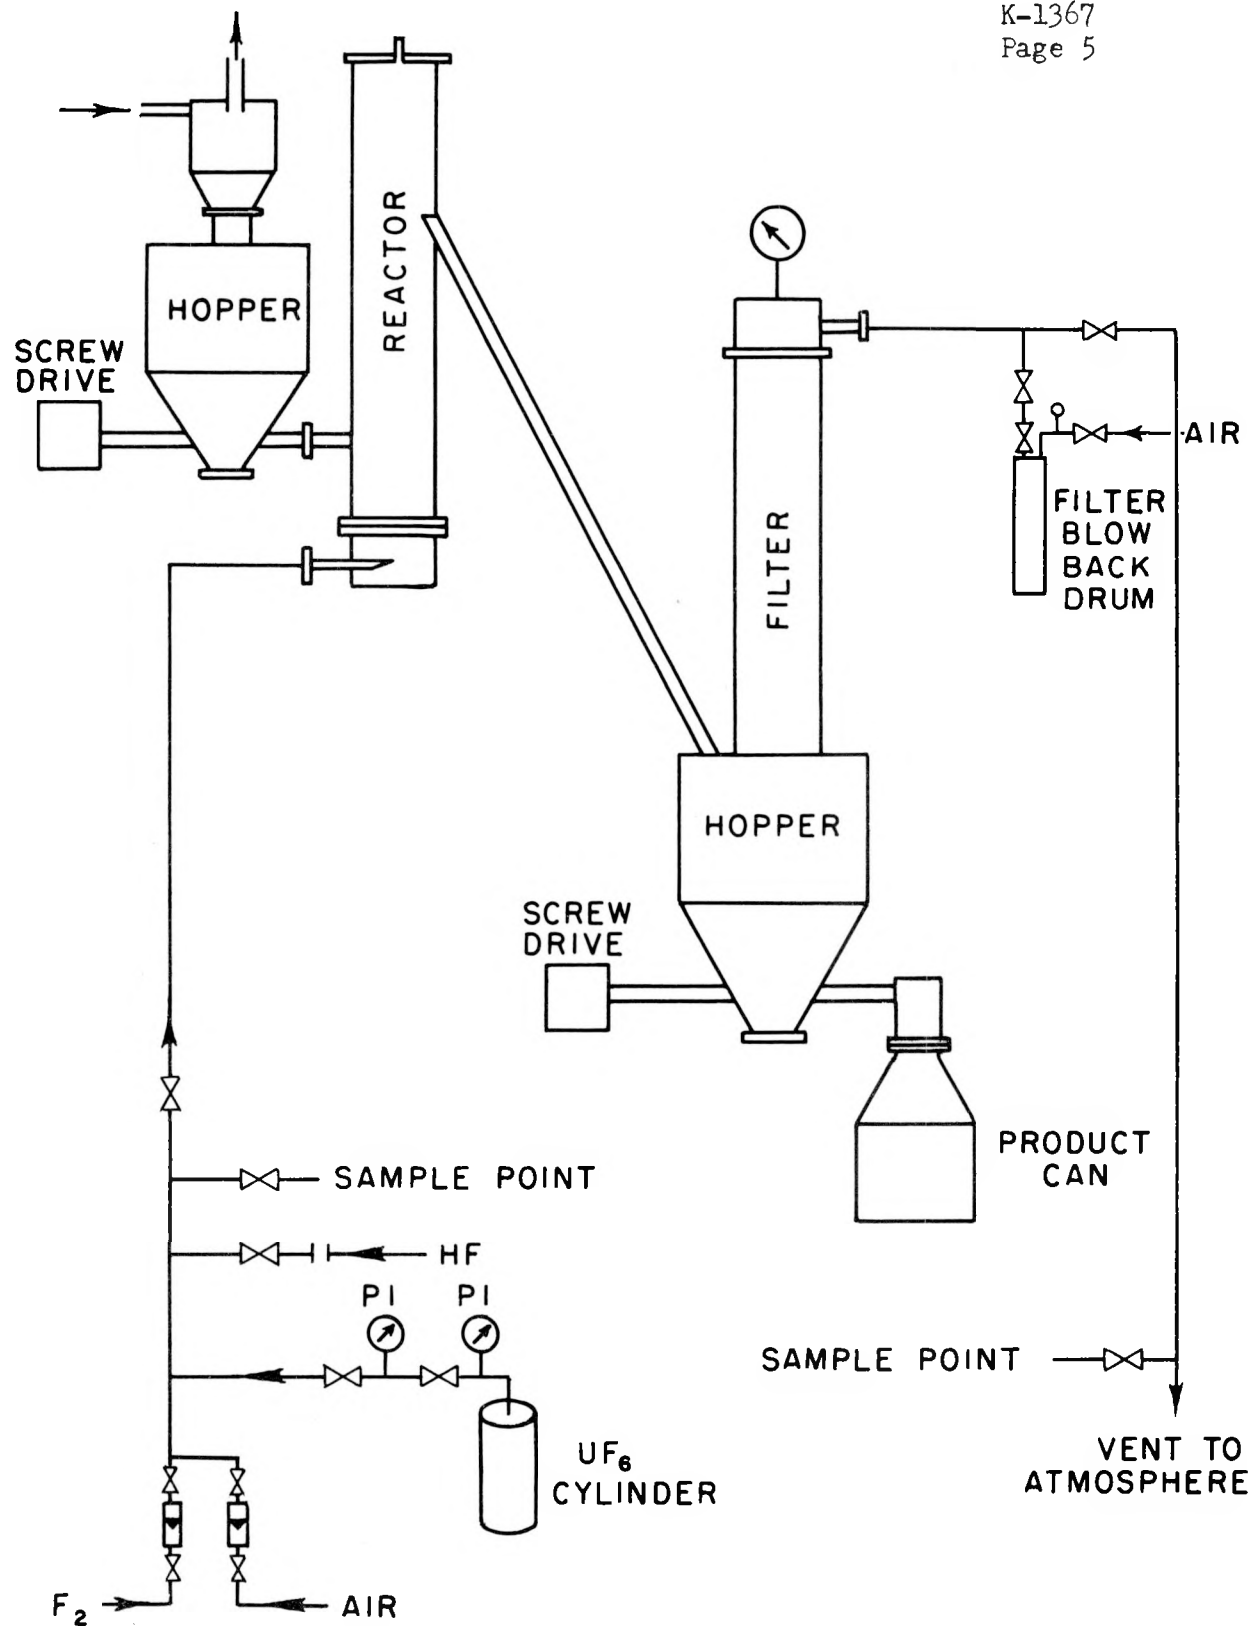 K-1367
Page 5
REACTOR
HOPPER
SCREW
DRIVE
AIR
FILTER
BLOW
BACK
DRUM
FILTER
HOPPER
SCREW
DRIVE
PRODUCT
CAN
SAMPLE POINT
HF
PI PI
SAMPLE POINT
UF₆
CYLINDER
VENT TO
ATMOSPHERE
F₂
AIR